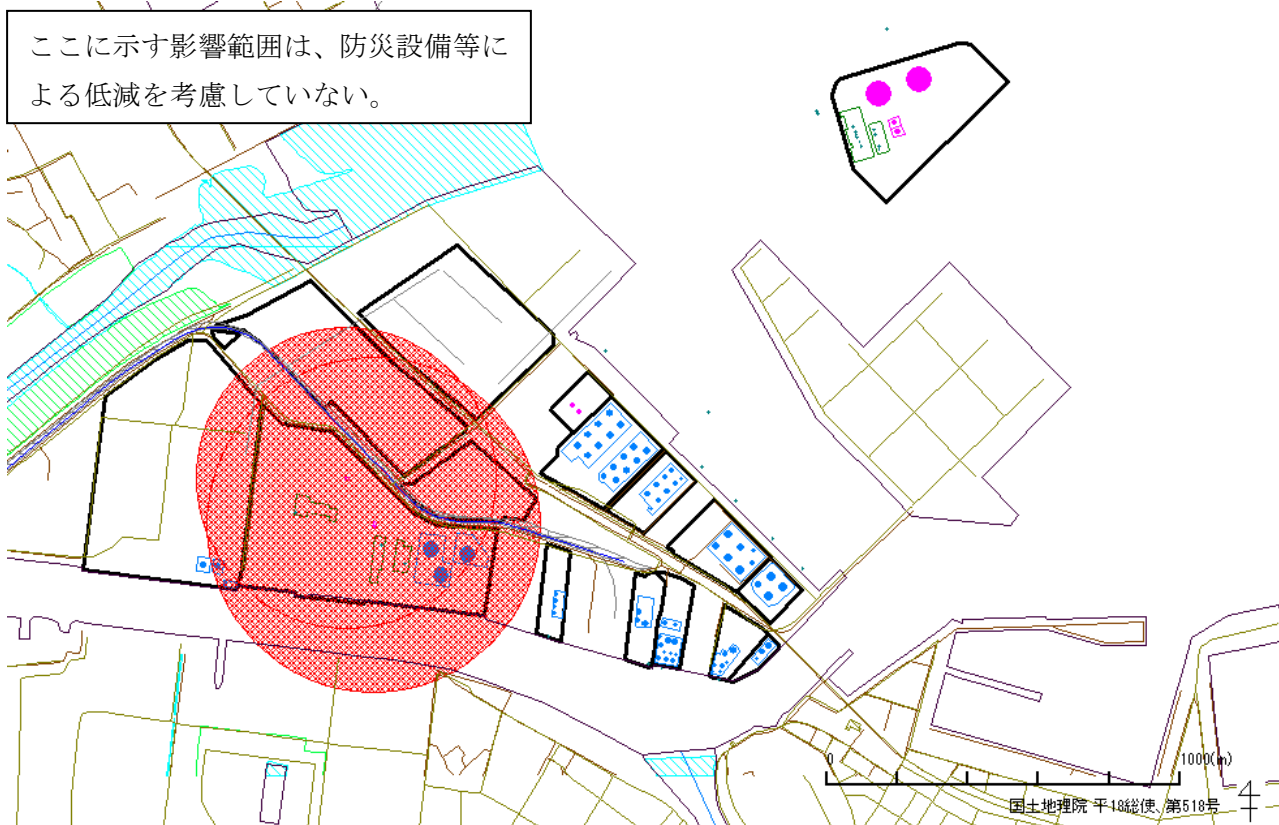 ここに示す影響範囲は、防災設備等に
よる低減を考慮していない。
0 1000(m)
国土地理院 平18総使、第518号